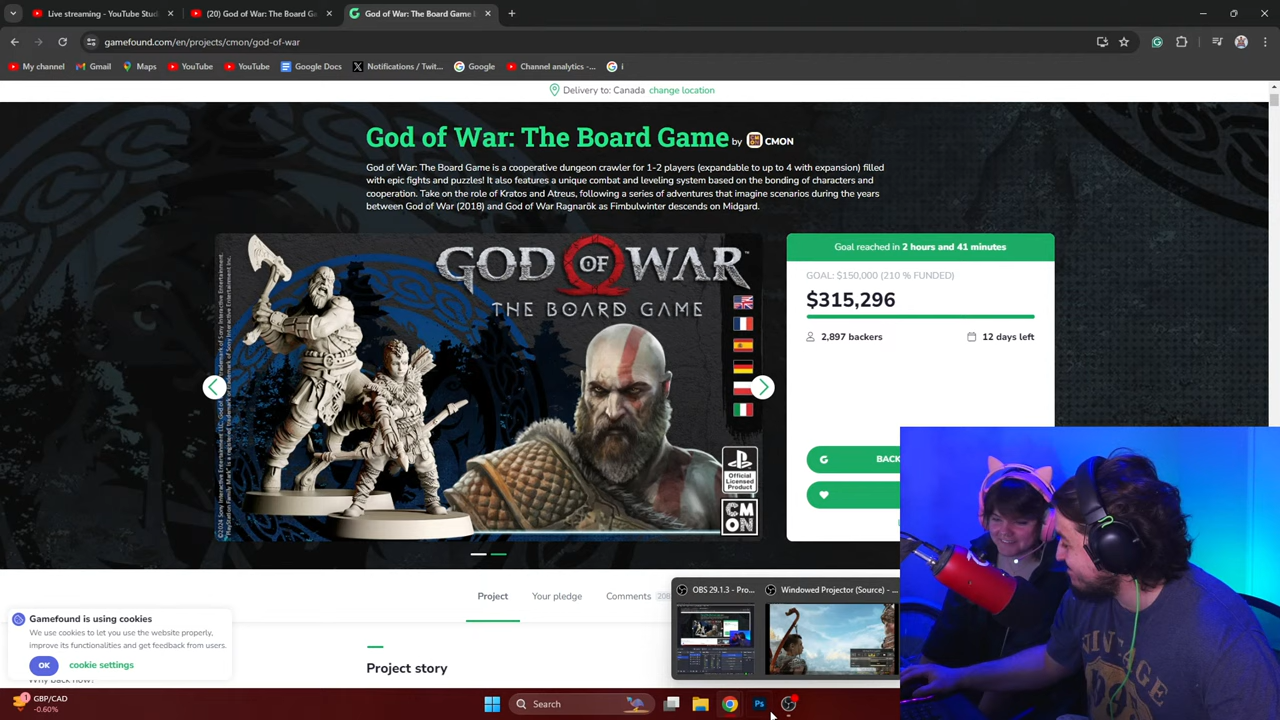 Live streaming - YouTube Stud
(20) God of War: The Board Ga
God of War: The Board Game b
gamefound.com/en/projects/cmon/god-of-war
My channel
Gmail
Maps
YouTube
YouTube
Google Docs
Notifications / Twit...
Google
Channel analytics -...
i
Delivery to: Canada change location
God of War: The Board Game by CMON
God of War: The Board Game is a cooperative dungeon crawler for 1-2 players (expandable to up to 4 with expansion) filled
with epic fights and puzzles! It also features a unique combat and leveling system based on the bonding of characters and
cooperation. Take on the role of Kratos and Atreus, following a series of adventures that imagine scenarios during the years
between God of War (2018) and God of War Ragnarök as Fimbulwinter descends on Midgard.
GOD OF WAR™
THE BOARD GAME
Official
Licensed
Product
CM
ON
Goal reached in 2 hours and 41 minutes
GOAL: $150,000 (210 % FUNDED)
$315,296
2,897 backers
12 days left
BACK
Project
Your pledge
Comments 208
Project story
Gamefound is using cookies
We use cookies to let you use the website properly,
improve its functionalities and get feedback from users.
OK
cookie settings
OBS 29.1.3 - Pro...
Windowed Projector (Source) - ...
GBP/CAD
-0.60%
Search
Ps